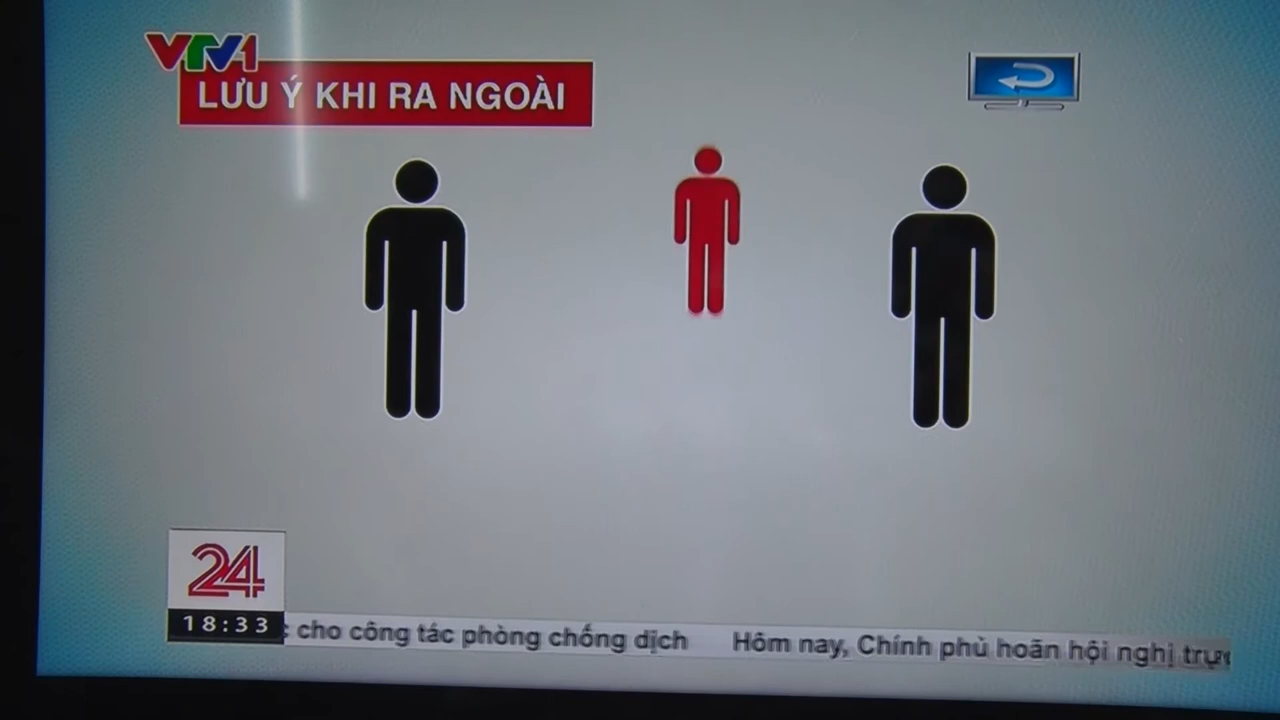 VTV1
LƯU Ý KHI RA NGOÀI
24
18:33
cho công tác phòng chống dịch Hôm nay, Chính phủ hoãn hội nghị